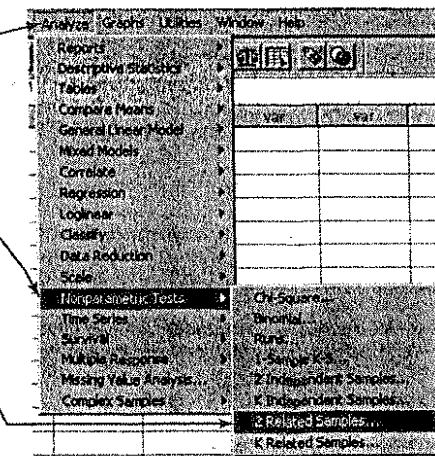 Analyze Graphs Utilities Window Help
Reports
Descriptive Statistics
Tables
Compare Means
General Linear Model
Mixed Models
Correlate
Regression
Loglinear
Classify
Data Reduction
Scale
Nonparametric Tests
Time Series
Survival
Multiple Response
Missing Value Analysis...
Complex Samples
var var
Chi-Square...
Binomial...
Runs...
1-Sample K-S...
2 Independent Samples...
K Independent Samples...
2 Related Samples...
K Related Samples...